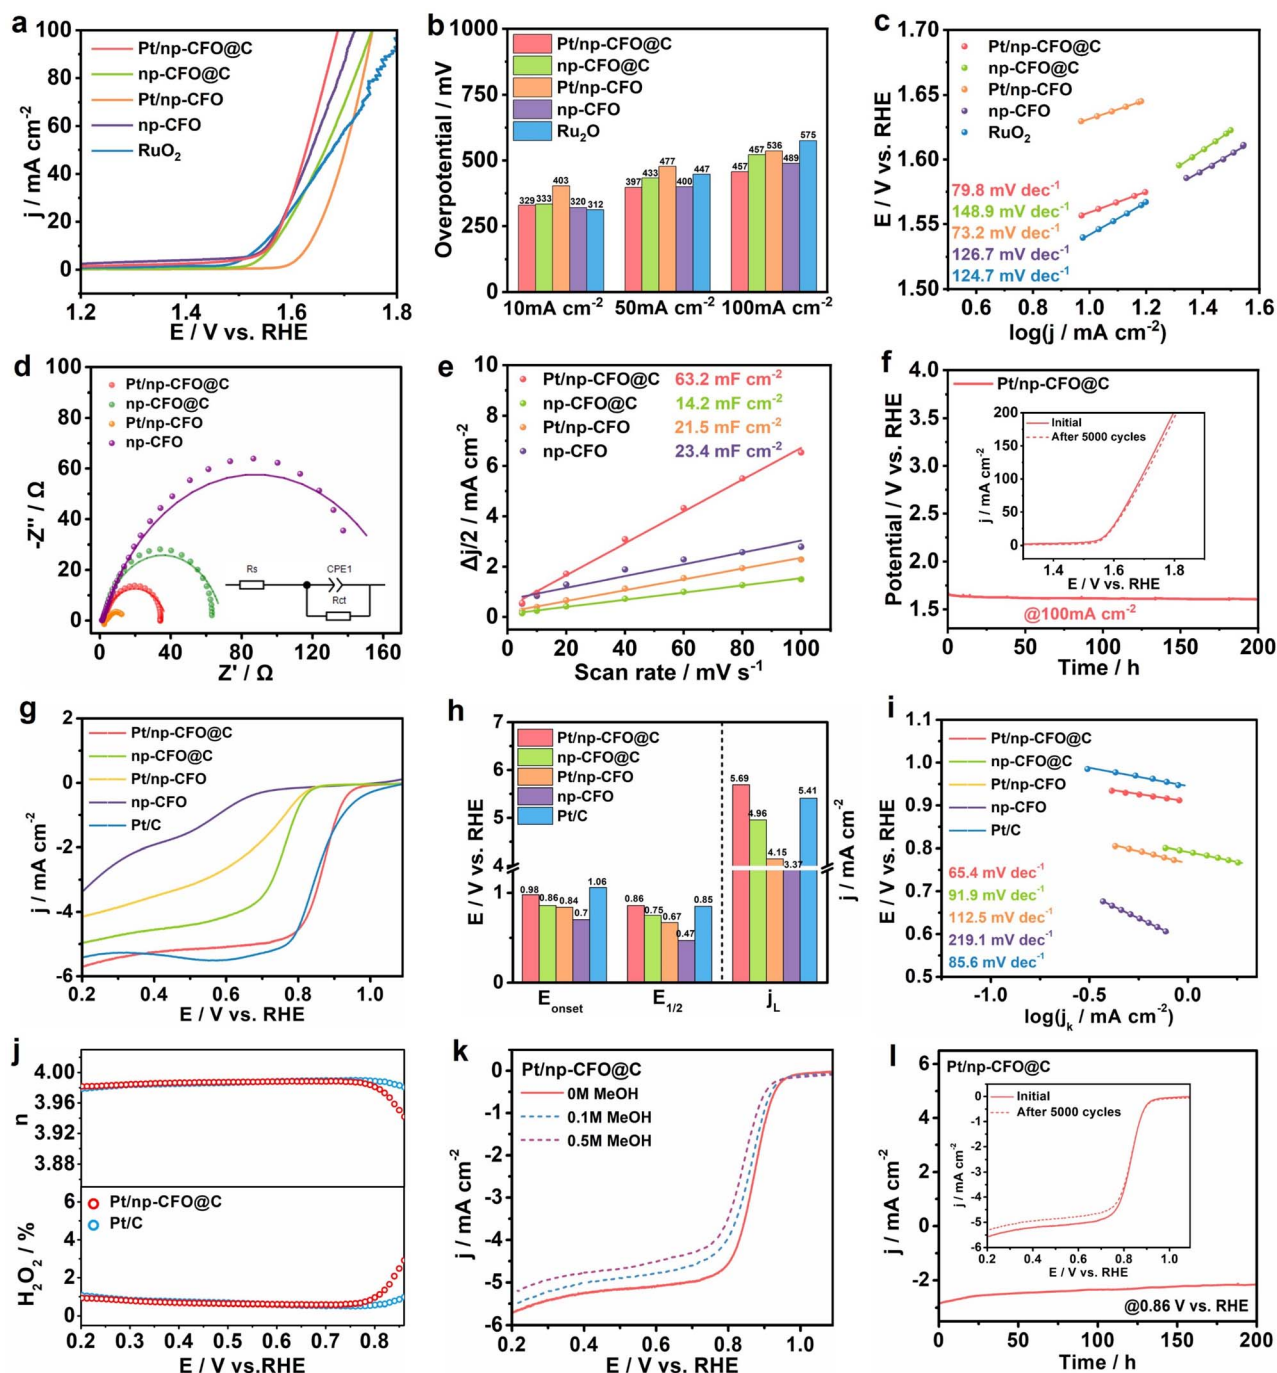 a
100
80
60
40
20
0
j / mA cm-2
Pt/np-CFO@C
np-CFO@C
Pt/np-CFO
np-CFO
RuO2
1.2 1.4 1.6 1.8
E / V vs. RHE
b
1000
750
500
250
0
Overpotential / mV
Pt/np-CFO@C
np-CFO@C
Pt/np-CFO
np-CFO
Ru2O
329 333 403 320 312
397 433 477 400 447
457 457 536 489 575
10mA cm-2 50mA cm-2 100mA cm-2
c
1.70
1.65
1.60
1.55
1.50
E / V vs. RHE
Pt/np-CFO@C
np-CFO@C
Pt/np-CFO
np-CFO
RuO2
79.8 mV dec-1
148.9 mV dec-1
73.2 mV dec-1
126.7 mV dec-1
124.7 mV dec-1
0.6 0.8 1.0 1.2 1.4 1.6
log(j / mA cm-2)
d
100
80
60
40
20
0
-Z'' / Ω
Pt/np-CFO@C
np-CFO@C
Pt/np-CFO
np-CFO
Rs
CPE1
Rct
0 40 80 120 160
Z' / Ω
e
10
8
6
4
2
0
Δj/2 / mA cm-2
Pt/np-CFO@C 63.2 mF cm-2
np-CFO@C 14.2 mF cm-2
Pt/np-CFO 21.5 mF cm-2
np-CFO 23.4 mF cm-2
0 20 40 60 80 100
Scan rate / mV s-1
f
4.0
3.5
3.0
2.5
2.0
1.5
Potential / V vs. RHE
Pt/np-CFO@C
200
150
100
50
0
j / mA cm-2
Initial
After 5000 cycles
1.4 1.6 1.8
E / V vs. RHE
@100mA cm-2
0 50 100 150 200
Time / h
g
2
0
-2
-4
-6
j / mA cm-2
Pt/np-CFO@C
np-CFO@C
Pt/np-CFO
np-CFO
Pt/C
0.2 0.4 0.6 0.8 1.0
E / V vs. RHE
h
7
6
5
4
1
0
E / V vs. RHE
j / mA cm-2
Pt/np-CFO@C
np-CFO@C
Pt/np-CFO
np-CFO
Pt/C
0.98 0.86 0.84 0.7 1.06
0.86 0.75 0.67 0.47 0.85
5.69 4.96 4.15 3.37 5.41
Eonset E1/2 jL
i
1.1
1.0
0.9
0.8
0.7
0.6
0.5
E / V vs. RHE
Pt/np-CFO@C
np-CFO@C
Pt/np-CFO
np-CFO
Pt/C
65.4 mV dec-1
91.9 mV dec-1
112.5 mV dec-1
219.1 mV dec-1
85.6 mV dec-1
-1.0 -0.5 0.0
log(jk / mA cm-2)
j
4.00
3.96
3.92
3.88
n
6
4
2
0
H2O2 / %
Pt/np-CFO@C
Pt/C
0.2 0.3 0.4 0.5 0.6 0.7 0.8
E / V vs.RHE
k
0
-1
-2
-3
-4
-5
-6
j / mA cm-2
Pt/np-CFO@C
0M MeOH
0.1M MeOH
0.5M MeOH
0.2 0.4 0.6 0.8 1.0
E / V vs. RHE
l
6
4
2
0
-2
j / mA cm-2
Pt/np-CFO@C
0
-1
-2
-3
-4
-5
-6
j / mA cm-2
Initial
After 5000 cycles
0.2 0.4 0.6 0.8 1.0
E / V vs. RHE
@0.86 V vs. RHE
0 50 100 150 200
Time / h